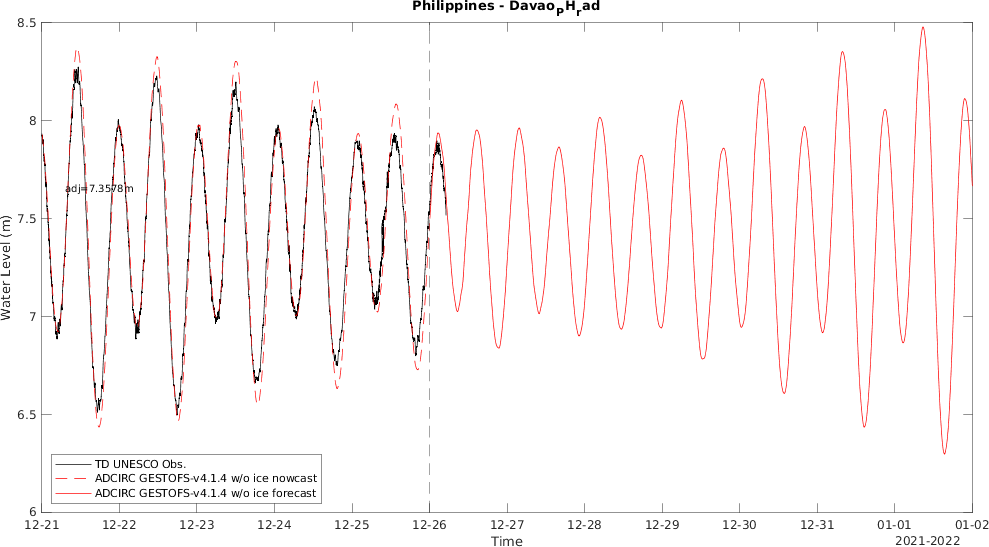 Philippines - DavaopHrad
8.5
8
7.5
7
6.5
6
Water Level (m)
adj=7.3578m
TD UNESCO Obs.
ADCIRC GESTOFS-v4.1.4 w/o ice nowcast
ADCIRC GESTOFS-v4.1.4 w/o ice forecast
12-21 12-22 12-23 12-24 12-25 12-26 12-27 12-28 12-29 12-30 12-31 01-01 01-02
Time
2021-2022